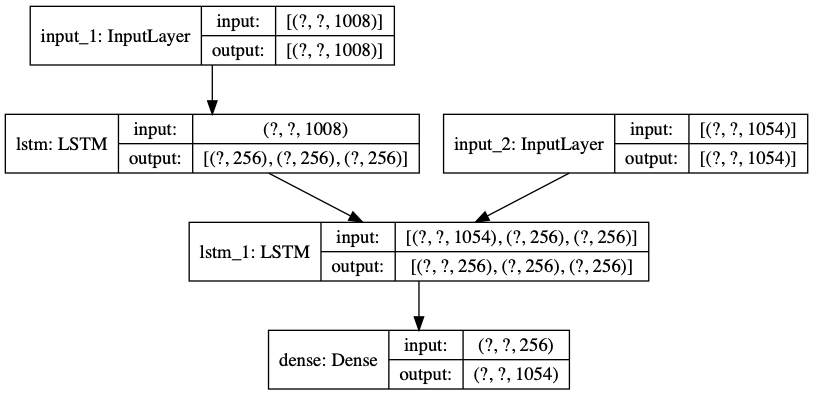 input_1: InputLayer
input:
[(?, ?, 1008)]
output:
[(?, ?, 1008)]
lstm: LSTM
input:
(?, ?, 1008)
output:
[(?, 256), (?, 256), (?, 256)]
input_2: InputLayer
input:
[(?, ?, 1054)]
output:
[(?, ?, 1054)]
lstm_1: LSTM
input:
[(?, ?, 1054), (?, 256), (?, 256)]
output:
[(?, ?, 256), (?, 256), (?, 256)]
dense: Dense
input:
(?, ?, 256)
output:
(?, ?, 1054)